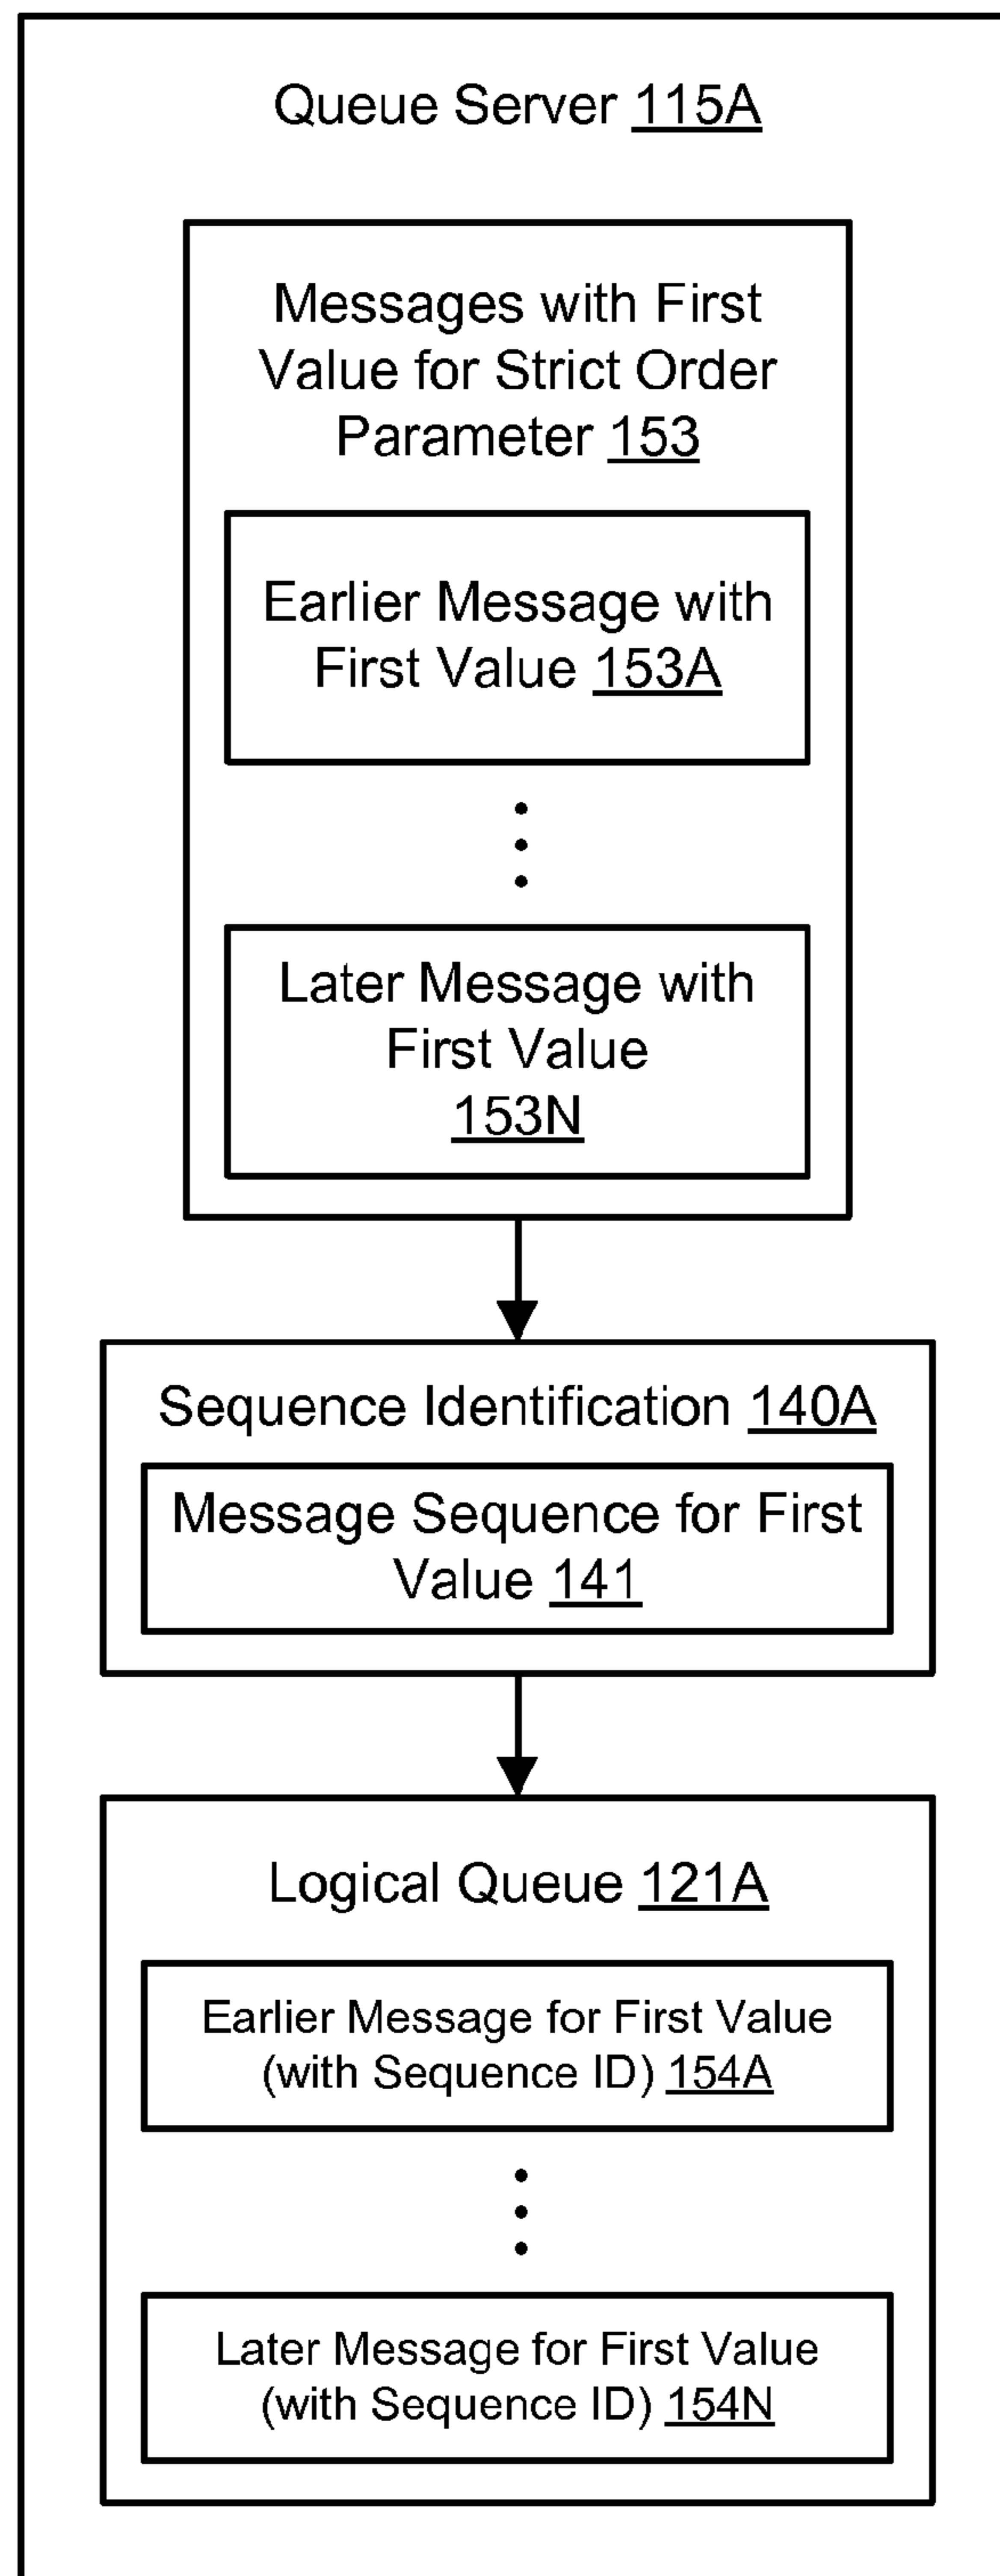 Queue Server 115A
Messages with First
Value for Strict Order
Parameter 153
Earlier Message with
First Value 153A
Later Message with
First Value
153N
Sequence Identification 140A
Message Sequence for First
Value 141
Logical Queue 121A
Earlier Message for First Value
(with Sequence ID) 154A
Later Message for First Value
(with Sequence ID) 154N